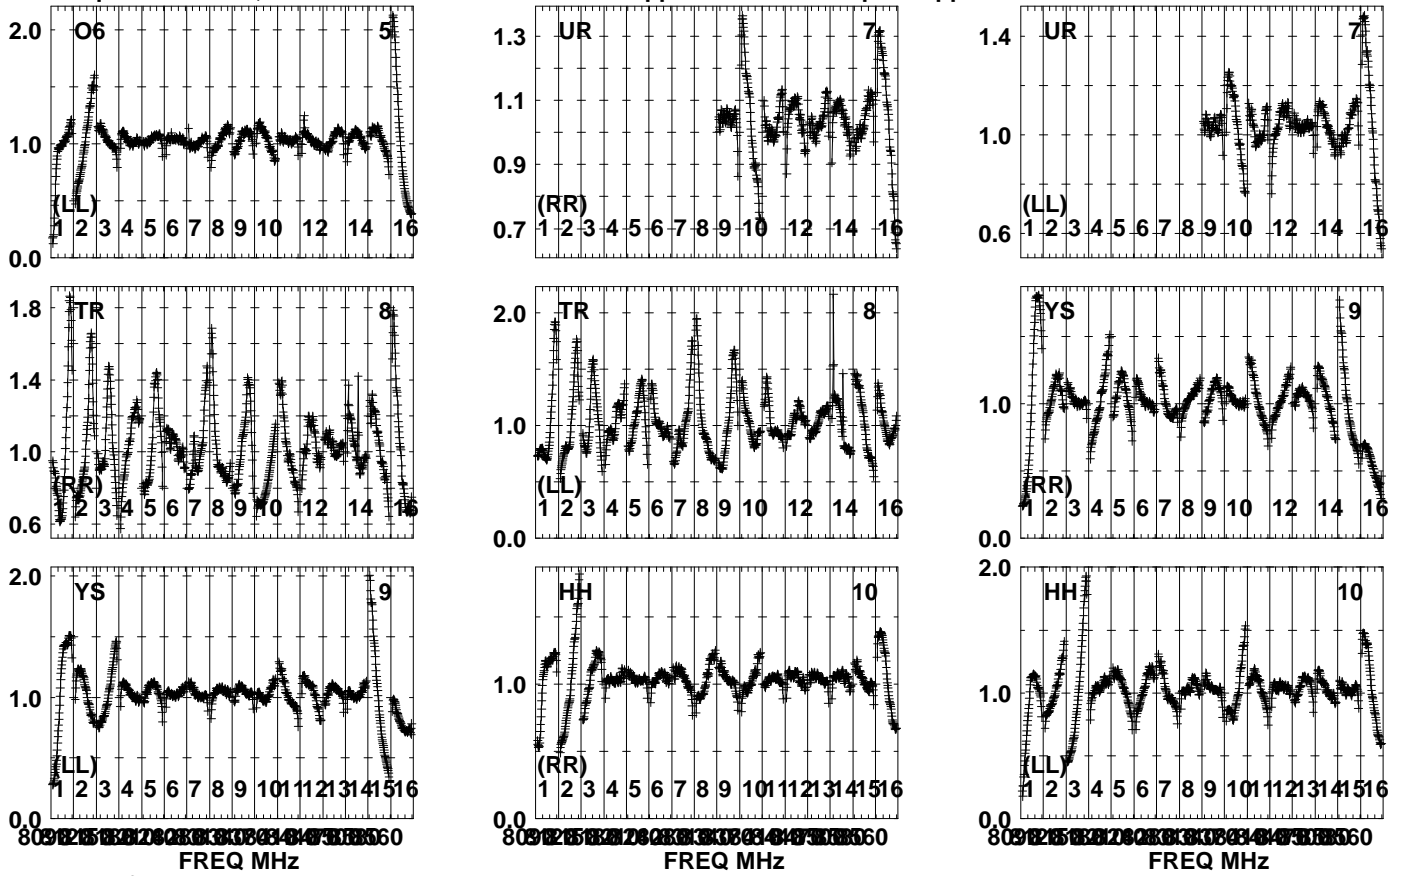 2.0 O6 5
1.0
(LL)
1 2 3 4 5 6 7 8 9 10 12 14 16
0.0
1.3 UR 7
1.1
0.9
(RR)
0.7 1 2 3 4 5 6 7 8 9 10 12 14 16
1.4 UR 7
1.0
(LL)
0.6 1 2 3 4 5 6 7 8 9 10 12 14 16
1.8 TR 8
1.4
1.0
(RR)
2 3 4 5 6 7 8 9 10 12 14 16
0.6
2.0 TR 8
1.0
(LL)
1 2 3 4 5 6 7 8 9 10 12 14 16
0.0
YS 9
1.0
(RR)
1 2 3 4 5 6 7 8 9 10 12 14 16
0.0
2.0 YS 9
1.0
(LL)
1 2 3 4 5 6 7 8 9 10 11 12 13 14 15 16
0.0
FREQ MHz
HH 10
1.0
(RR)
1 2 3 4 5 6 7 8 9 10 11 12 13 14 15 16
0.0
2.0
HH 10
1.0
(LL)
1 2 3 4 5 6 7 8 9 10 11 12 13 14 15 16
0.0
FREQ MHz